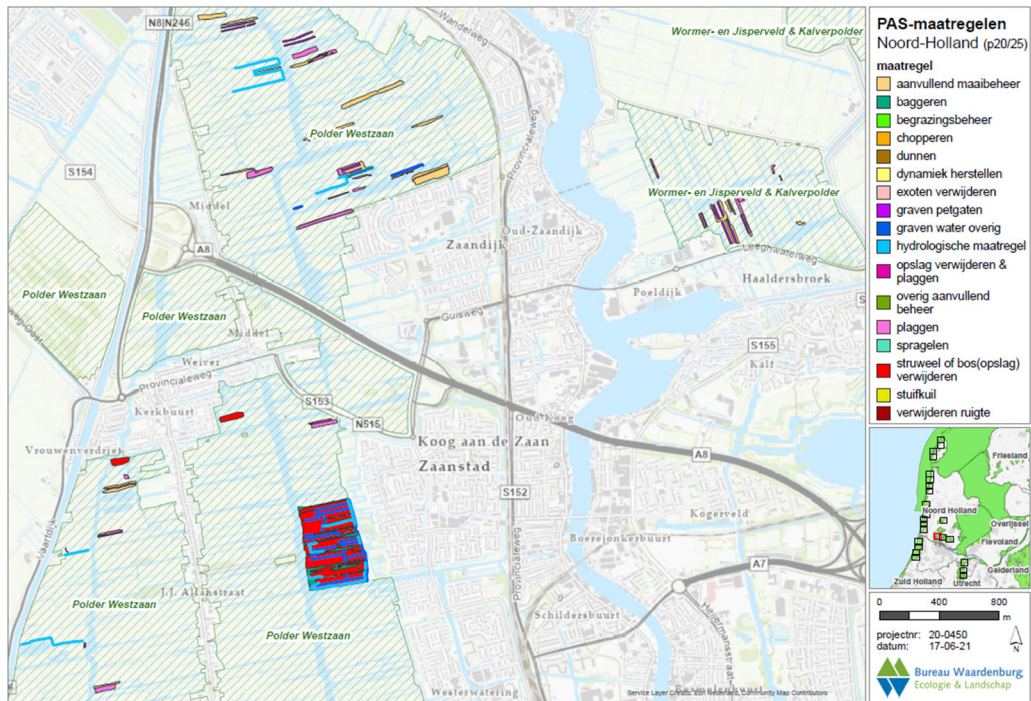 N8|N246
Wandelweg
Wormer- en Jisperveld & Kalverpolder
Polder Westzaan
Provincialeweg
S154
Wormer- en Jisperveld & Kalverpolder
Middel
A8
Zaandijk
Oud-Zaandijk
Leeghwaterweg
Haaldersbroek
Poeldijk
Polder Westzaan
Polder Westzaan
Guisweg
Middel
S155
Kalf
Weiver
Provincialeweg
S153
N515
Oud-Koog
Kerkbuurt
Koog aan de Zaan
Zaanstad
Vrouwenverdriet
A8
S152
Kogerveld
Boerejonkerbuurt
Vaartdijk
Provincialeweg
A7
J.J. Allanstraat
Schildersbuurt
Polder Westzaan
Polder Westzaan
Westerwatering
Service Layer Credits: Esri Nederland, Community Map Contributors
PAS-maatregelen
Noord-Holland (p20/25)
maatregel
aanvullend maaibeheer
baggeren
begrazingsbeheer
chopperen
dunnen
dynamiek herstellen
exoten verwijderen
graven petgaten
graven water overig
hydrologische maatregel
opslag verwijderen &
plaggen
overig aanvullend
beheer
plaggen
spragelen
struweel of bos(opslag)
verwijderen
stuifkuil
verwijderen ruigte
Friesland
Noord Holland
Overijssel
Flevoland
Gelderland
Zuid Holland
Utrecht
0 400 800
m
projectnr: 20-0450
datum: 17-06-21
N
Bureau Waardenburg
Ecologie & Landschap